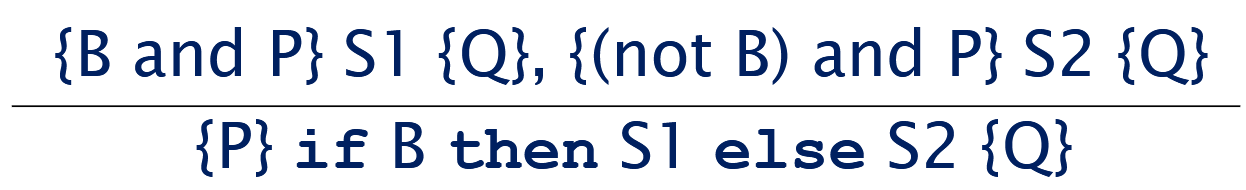 {B and P} S1 {Q}, {(not B) and P} S2 {Q}
{P} if B then S1 else S2 {Q}